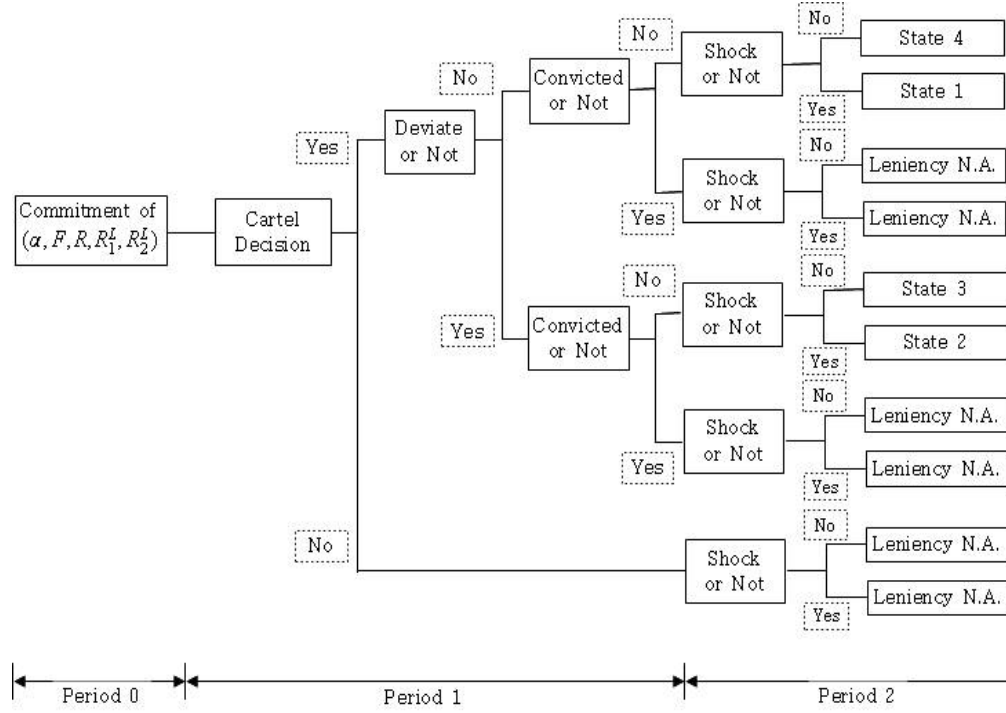 No
State 4
No
Shock
or Not
No
Convicted
or Not
State 1
Yes
Deviate
or Not
Yes
No
Leniency N.A.
Shock
or Not
Yes
Leniency N.A.
Yes
Commitment of
(α, F, R, R₁ᴸ, R₂ᴸ)
Cartel
Decision
No
No
State 3
Shock
or Not
Yes
Convicted
or Not
State 2
Yes
No
Leniency N.A.
Shock
or Not
Yes
Leniency N.A.
Yes
No
No
Leniency N.A.
Shock
or Not
Leniency N.A.
Yes
Period 0
Period 1
Period 2